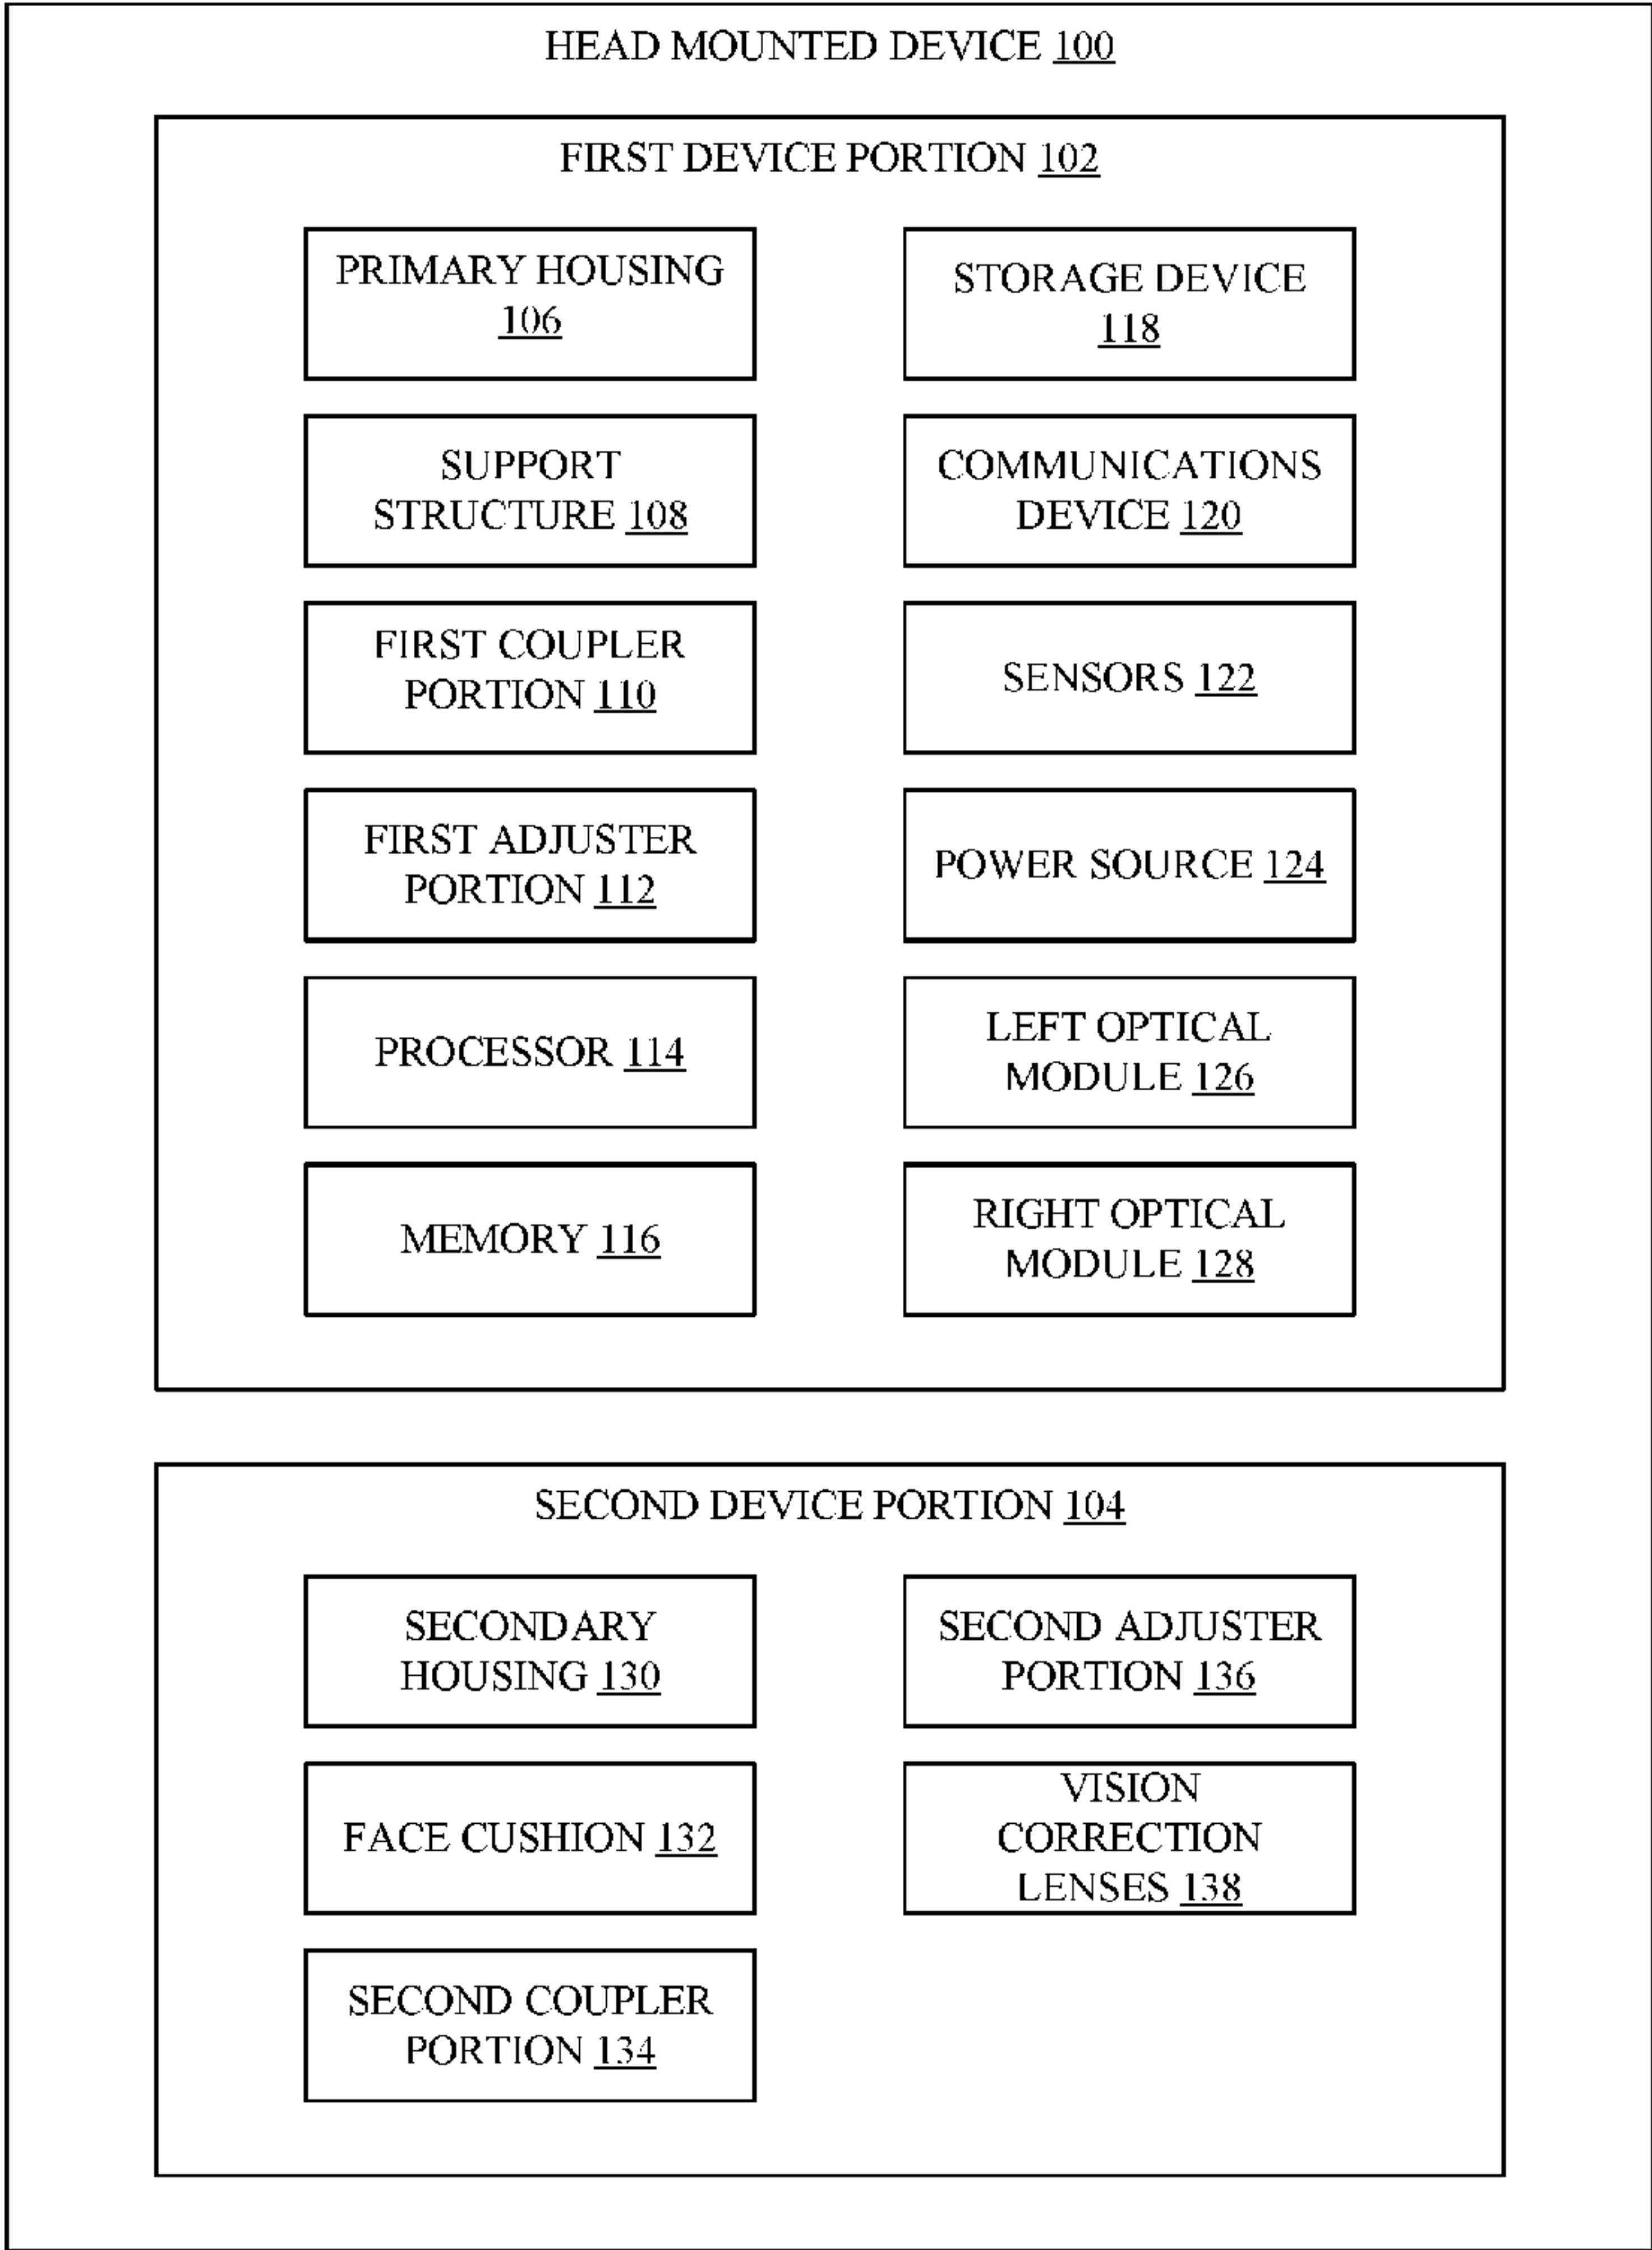 HEAD MOUNTED DEVICE 100
FIRST DEVICE PORTION 102
PRIMARY HOUSING
106
SUPPORT
STRUCTURE 108
FIRST COUPLER
PORTION 110
FIRST ADJUSTER
PORTION 112
PROCESSOR 114
MEMORY 116
STORAGE DEVICE
118
COMMUNICATIONS
DEVICE 120
SENSORS 122
POWER SOURCE 124
LEFT OPTICAL
MODULE 126
RIGHT OPTICAL
MODULE 128
SECOND DEVICE PORTION 104
SECONDARY
HOUSING 130
FACE CUSHION 132
SECOND COUPLER
PORTION 134
SECOND ADJUSTER
PORTION 136
VISION
CORRECTION
LENSES 138